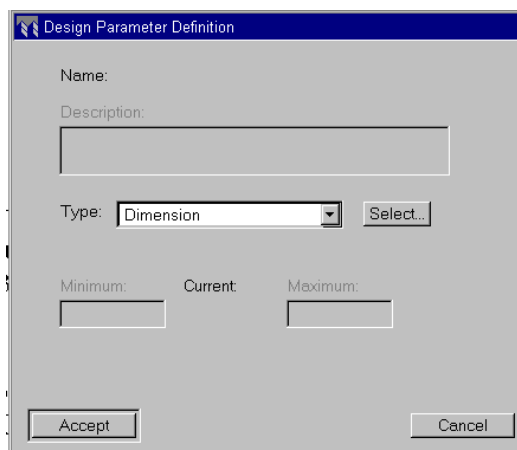 Design Parameter Definition
Name:
Description:
Type: Dimension Select...
Minimum: Current: Maximum:
Accept Cancel